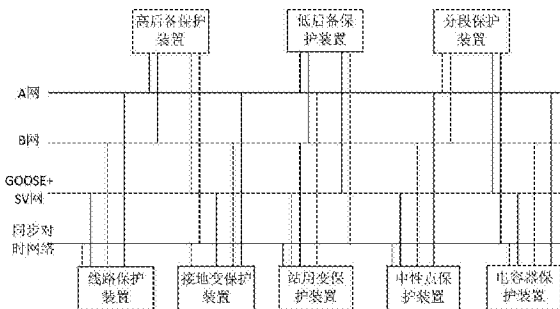 高后备保护
装置
低后备保
护装置
分段保护
装置
A网
B网
GOOSE+
SV网
同步对
时网络
线路保护
装置
接地变保护
装置
站用变保
护装置
中性点保
护装置
电容器保
护装置